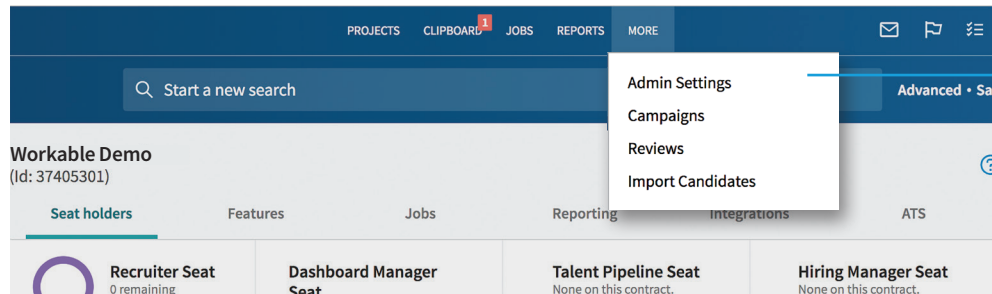 PROJECTS CLIPBOARD 1 JOBS REPORTS MORE
Start a new search
Advanced •
Admin Settings
Campaigns
Reviews
Import Candidates
Workable Demo
(Id: 37405301)
Seat holders Features Jobs Reporting Integrations ATS
Recruiter Seat Dashboard Manager Talent Pipeline Seat Hiring Manager Seat
0 remaining Seat None on this contract. None on this contract.